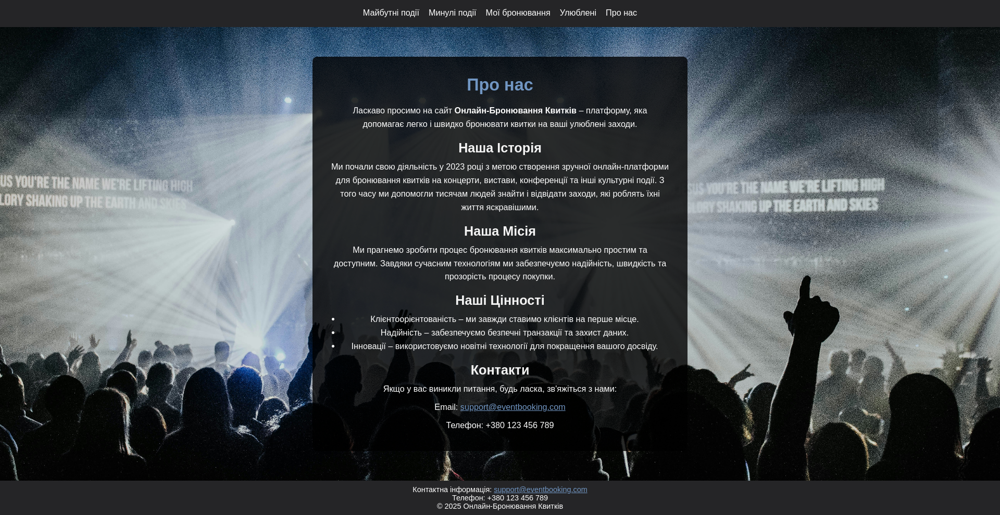 Майбутні події Минулі події Мої бронювання Улюблені Про нас
Про нас
Ласкаво просимо на сайт Онлайн-Бронювання Квитків – платформу, яка
допомагає легко і швидко бронювати квитки на ваші улюблені заходи.
Наша Історія
Ми почали свою діяльність у 2023 році з метою створення зручної онлайн-платформи
для бронювання квитків на концерти, вистави, конференції та інші культурні події. З
того часу ми допомогли тисячам людей знайти і відвідати заходи, які роблять їхні
життя яскравішими.
US YOU'RE THE NAME WE'RE LIFTING HIGH
LORY SHAKING UP THE EARTH AND SKIES
SUS YOU'RE THE NAME WE'RE LIFTING HIGH
LORY SHAKING UP THE EARTH AND SKIES
Наша Місія
Ми прагнемо зробити процес бронювання квитків максимально простим та
доступним. Завдяки сучасним технологіям ми забезпечуємо надійність, швидкість та
прозорість процесу покупки.
Наші Цінності
• Клієнтоорієнтованість – ми завжди ставимо клієнтів на перше місце.
• Надійність – забезпечуємо безпечні транзакції та захист даних.
• Інновації – використовуємо новітні технології для покращення вашого досвіду.
Контакти
Якщо у вас виникли питання, будь ласка, зв'яжіться з нами:
Email: support@eventbooking.com
Телефон: +380 123 456 789
Контактна інформація: support@eventbooking.com
Телефон: +380 123 456 789
© 2025 Онлайн-Бронювання Квитків